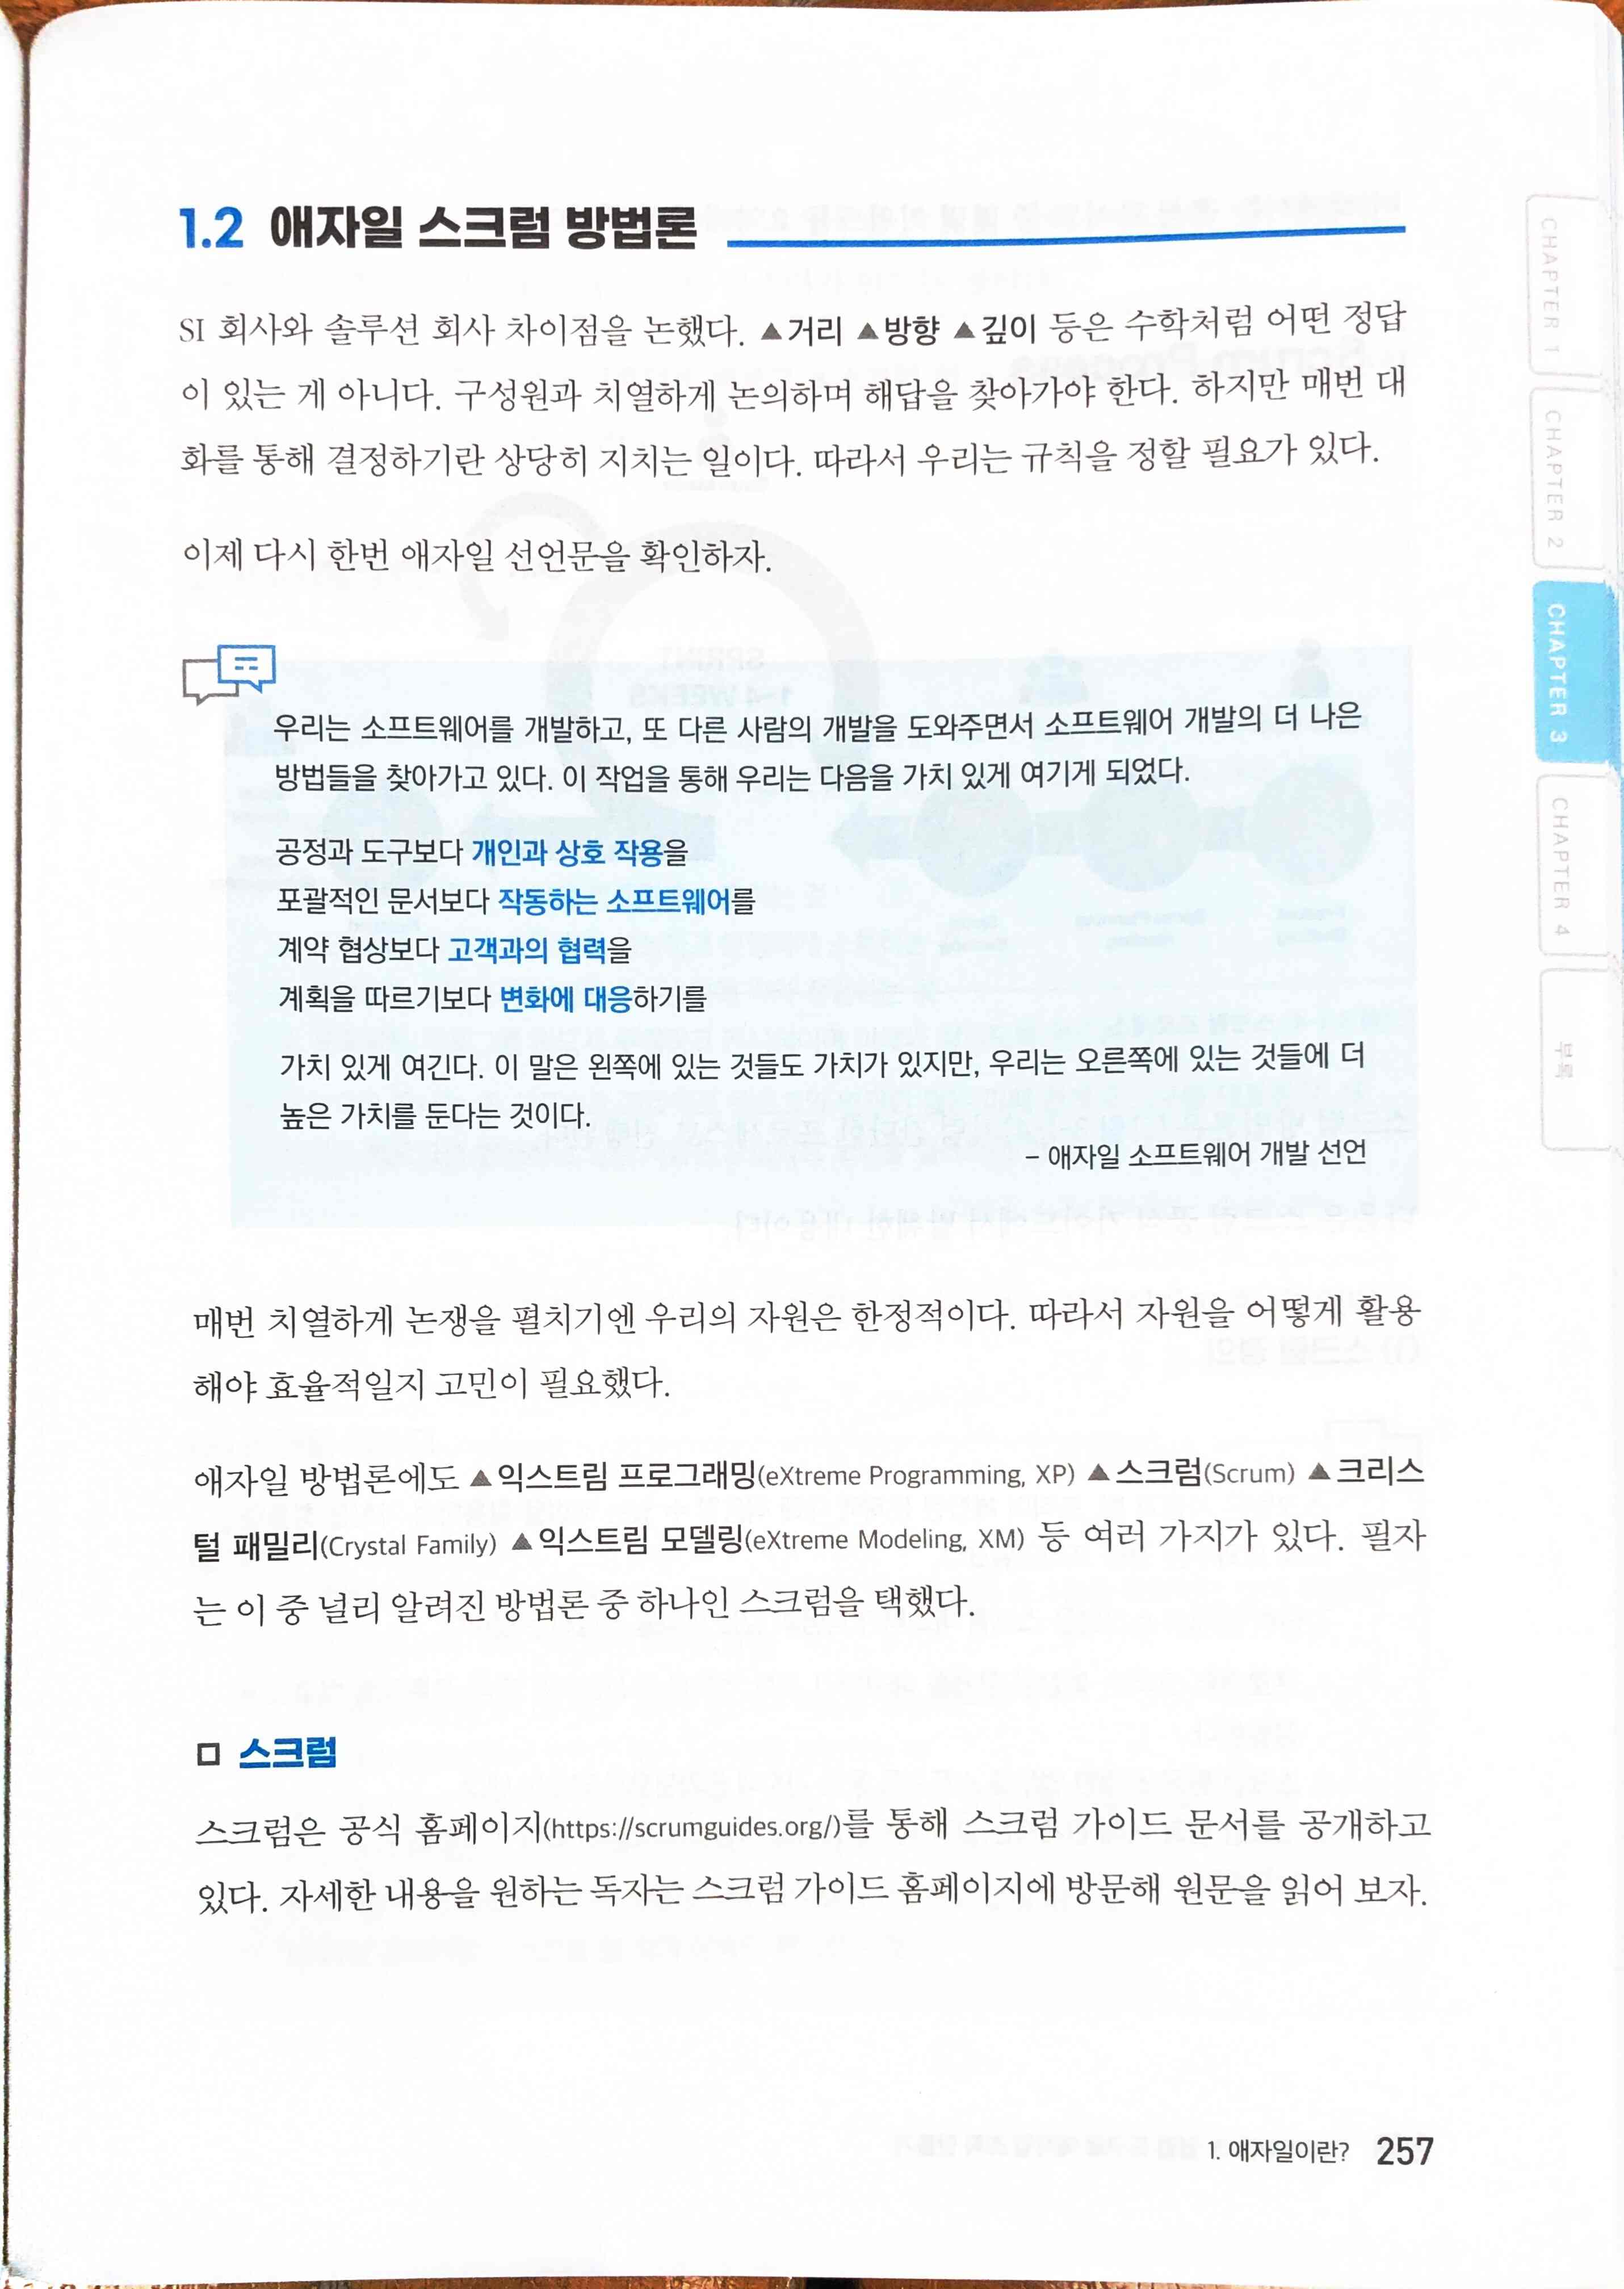 1.2 애자일 스크럼 방법론
SI 회사와 솔루션 회사 차이점을 논했다. ▲거리 ▲방향 ▲깊이 등은 수학처럼 어떤 정답
이 있는 게 아니다. 구성원과 치열하게 논의하며 해답을 찾아가야 한다. 하지만 매번 대
화를 통해 결정하기란 상당히 지치는 일이다. 따라서 우리는 규칙을 정할 필요가 있다.
이제 다시 한번 애자일 선언문을 확인하자.
우리는 소프트웨어를 개발하고, 또 다른 사람의 개발을 도와주면서 소프트웨어 개발의 더 나은
방법들을 찾아가고 있다. 이 작업을 통해 우리는 다음을 가치 있게 여기게 되었다.
공정과 도구보다 개인과 상호 작용을
포괄적인 문서보다 작동하는 소프트웨어를
계약 협상보다 고객과의 협력을
계획을 따르기보다 변화에 대응하기를
가치 있게 여긴다. 이 말은 왼쪽에 있는 것들도 가치가 있지만, 우리는 오른쪽에 있는 것들에 더
높은 가치를 둔다는 것이다.
– 애자일 소프트웨어 개발 선언
매번 치열하게 논쟁을 펼치기엔 우리의 자원은 한정적이다. 따라서 자원을 어떻게 활용
해야 효율적일지 고민이 필요했다.
애자일 방법론에도 ▲익스트림 프로그래밍(eXtreme Programming, XP) ▲스크럼(Scrum) ▲크리스
털 패밀리(Crystal Family) ▲익스트림 모델링(eXtreme Modeling, XM) 등 여러 가지가 있다. 필자
는 이 중 널리 알려진 방법론 중 하나인 스크럼을 택했다.
스크럼
스크럼은 공식 홈페이지(https://scrumguides.org/)를 통해 스크럼 가이드 문서를 공개하고
있다. 자세한 내용을 원하는 독자는 스크럼 가이드 홈페이지에 방문해 원문을 읽어 보자.
1. 애자일이란? 257
CHAPTER 1
CHAPTER 2
CHAPTER 3
CHAPTER 4
부록